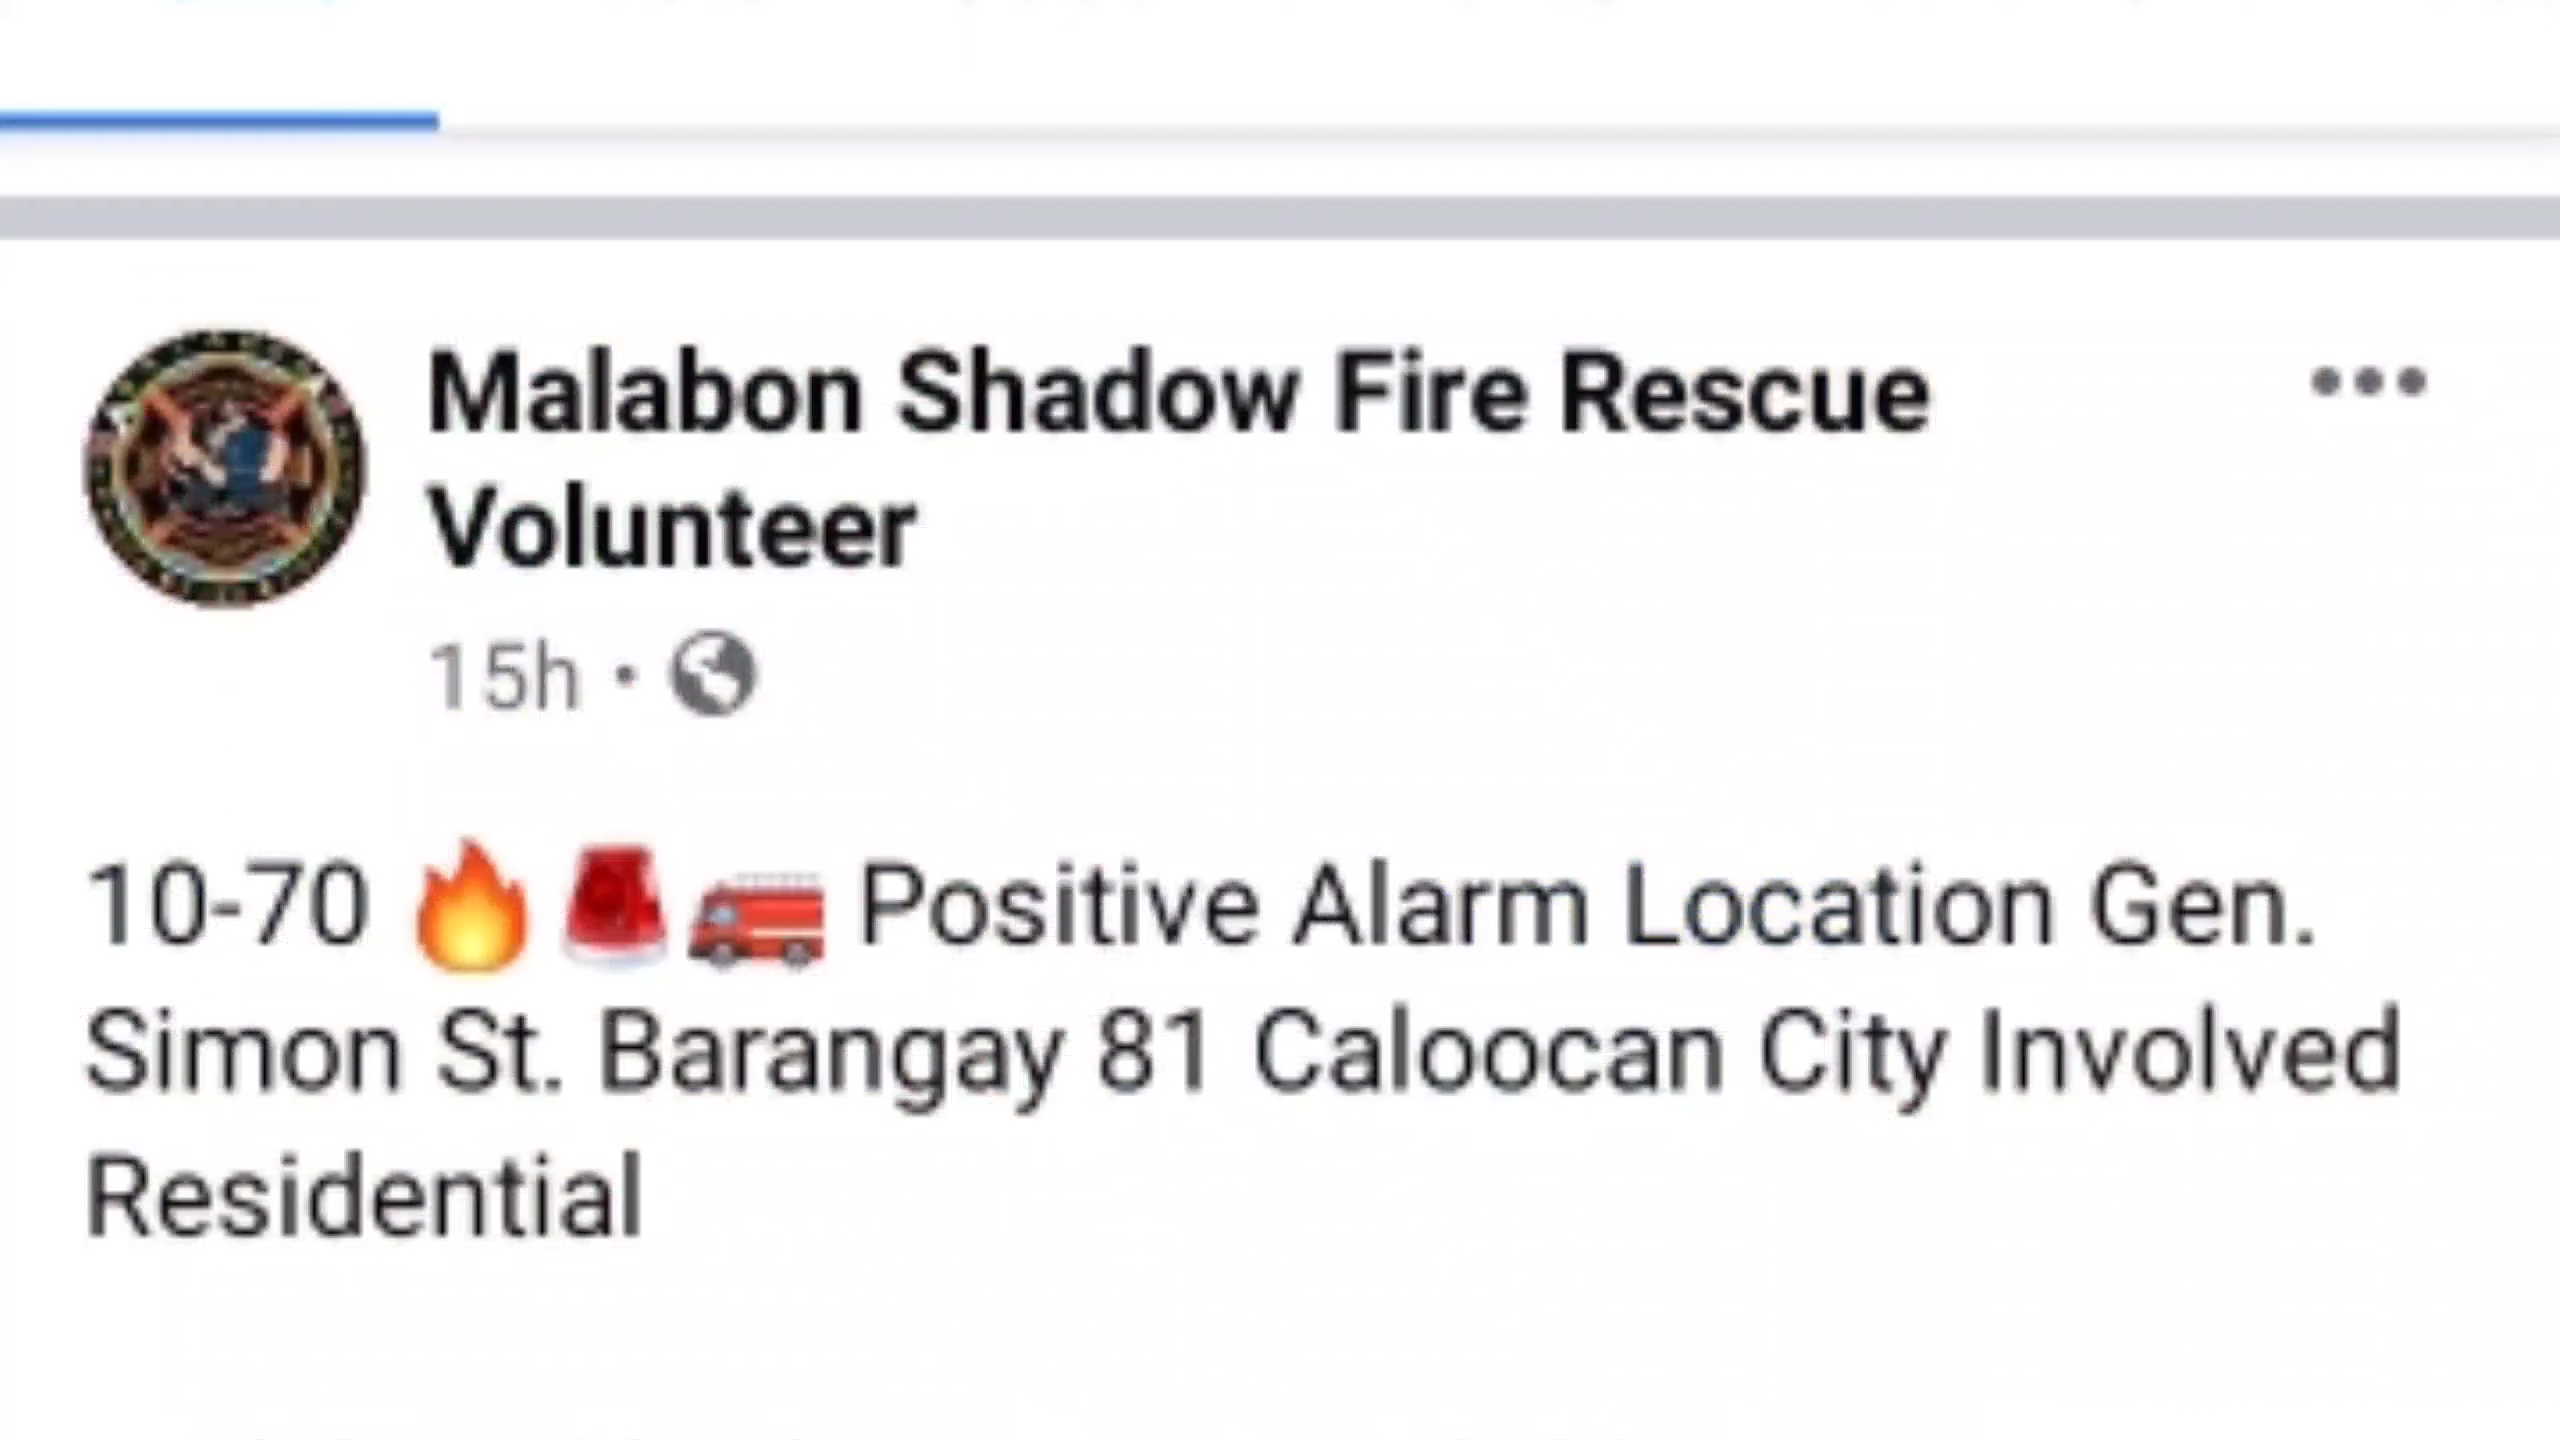 Malabon Shadow Fire Rescue
Volunteer
15h ·
10-70 🔥🚨🚒 Positive Alarm Location Gen.
Simon St. Barangay 81 Caloocan City Involved
Residential